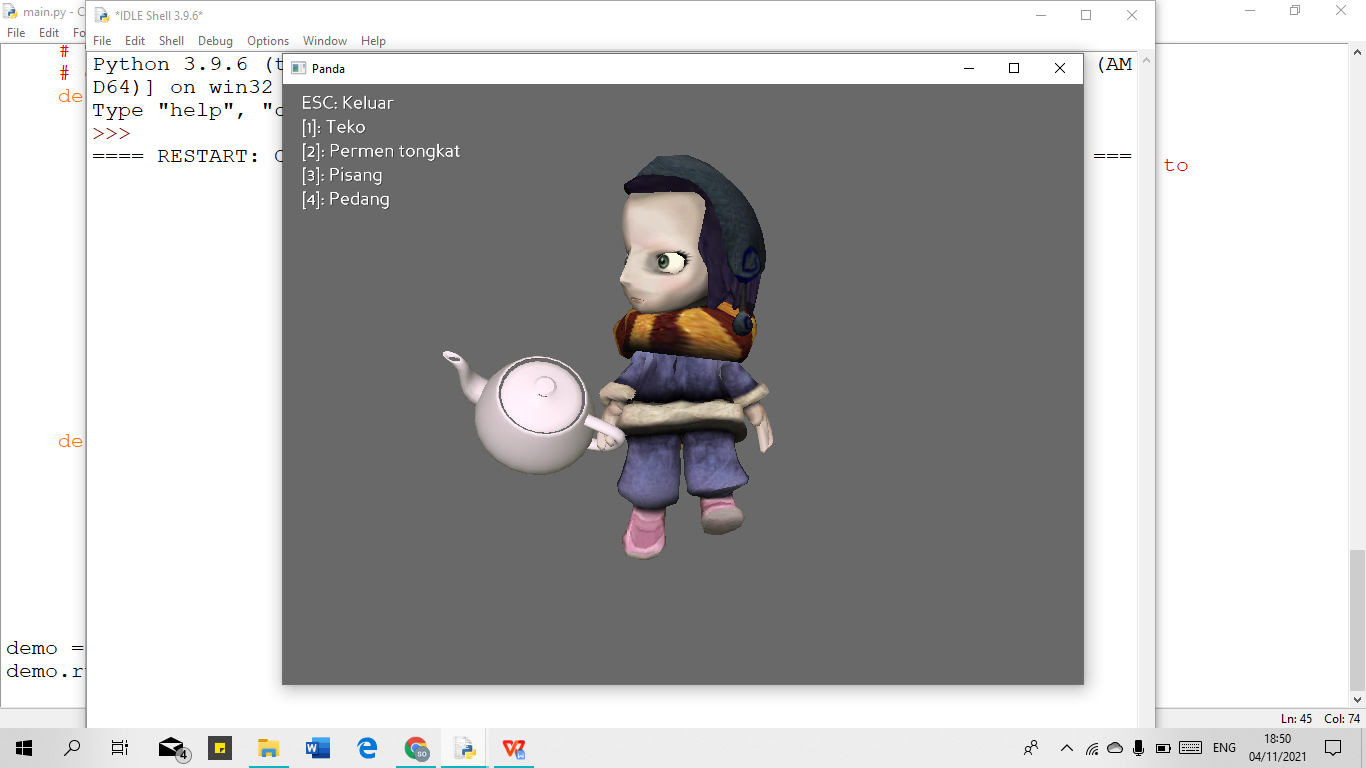 main.py - C
File Edit Fo
#
#
de
de
demo =
demo.r
*IDLE Shell 3.9.6*
File Edit Shell Debug Options Window Help
Python 3.9.6 (t
(AM
D64)] on win32
Type "help", "c
>>>
==== RESTART: C
===
to
Panda
ESC: Keluar
[1]: Teko
[2]: Permen tongkat
[3]: Pisang
[4]: Pedang
Ln: 45 Col: 74
4
SO
W
ENG
18:50
04/11/2021